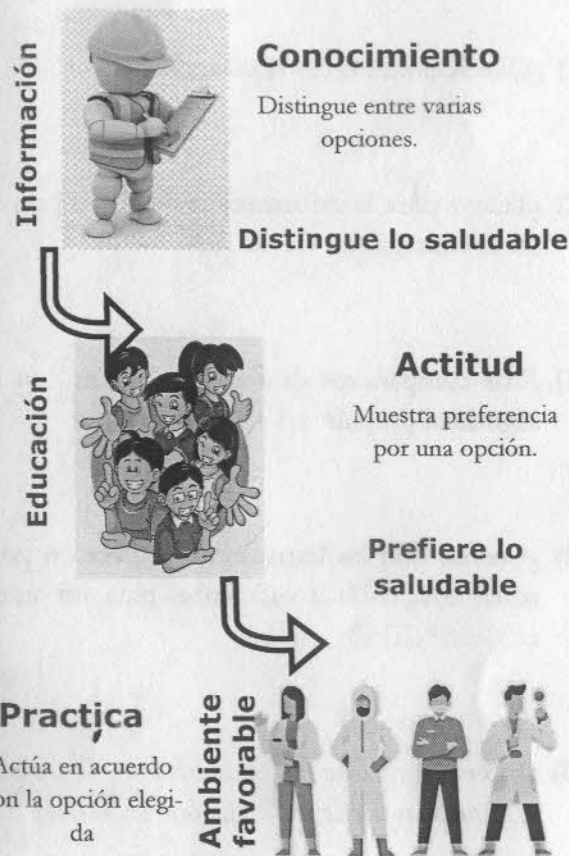 Información
Conocimiento
Distingue entre varias
opciones.
Distingue lo saludable
Educación
Actitud
Muestra preferencia
por una opción.
Prefiere lo
saludable
Practica
Actúa en acuerdo
on la opción elegi-
da
Ambiente
favorable